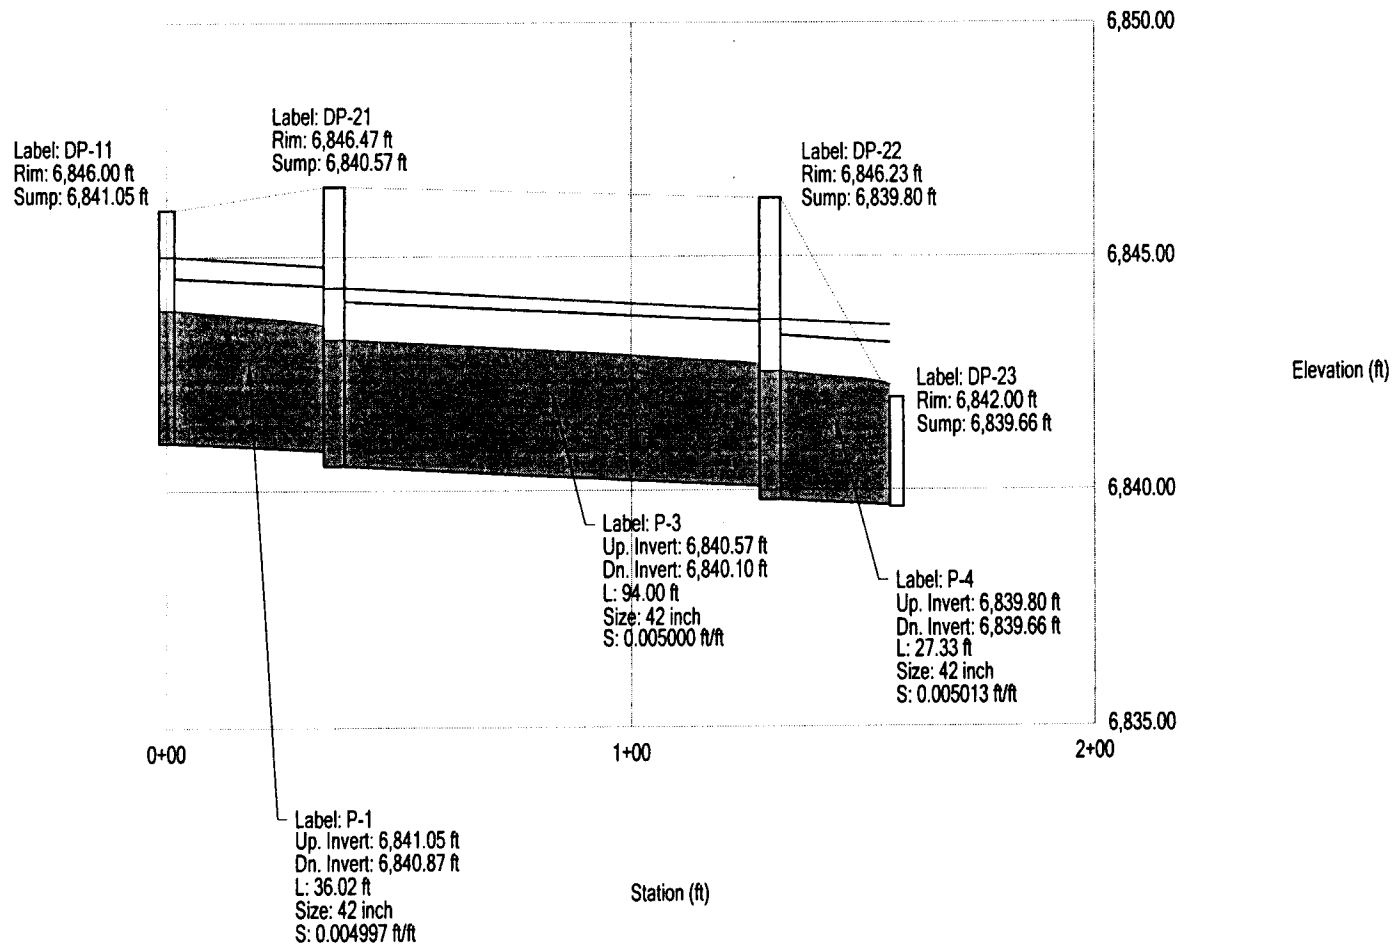 6,850.00
Label: DP-21
Rim: 6,846.47 ft
Sump: 6,840.57 ft
Label: DP-11
Rim: 6,846.00 ft
Sump: 6,841.05 ft
Label: DP-22
Rim: 6,846.23 ft
Sump: 6,839.80 ft
6,845.00
Elevation (ft)
Label: DP-23
Rim: 6,842.00 ft
Sump: 6,839.66 ft
6,840.00
Label: P-3
Up. Invert: 6,840.57 ft
Dn. Invert: 6,840.10 ft
L: 94.00 ft
Size: 42 inch
S: 0.005000 ft/ft
Label: P-4
Up. Invert: 6,839.80 ft
Dn. Invert: 6,839.66 ft
L: 27.33 ft
Size: 42 inch
S: 0.005013 ft/ft
6,835.00
0+00
1+00
2+00
Label: P-1
Up. Invert: 6,841.05 ft
Dn. Invert: 6,840.87 ft
L: 36.02 ft
Size: 42 inch
S: 0.004997 ft/ft
Station (ft)